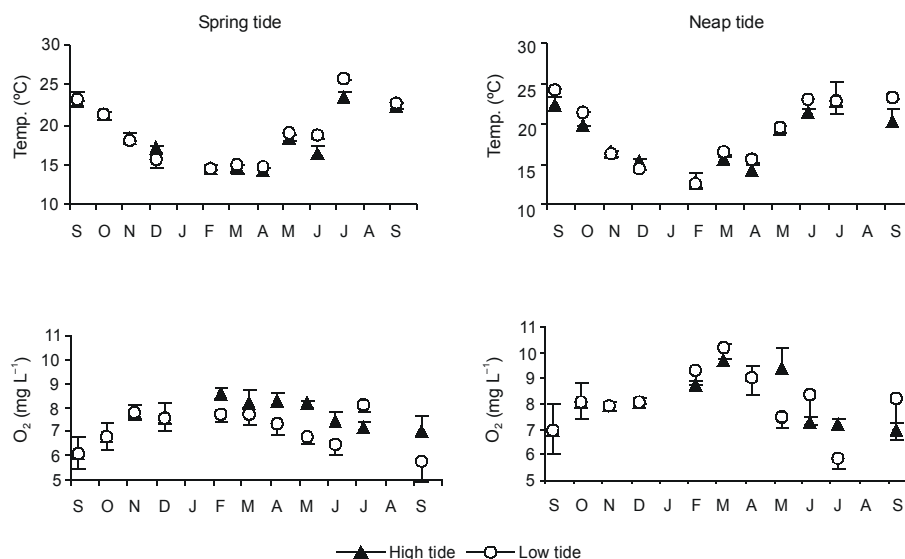 Spring tide
30
25
20
15
10
Temp. (ºC)
S O N D J F M A M J J A S
Neap tide
30
25
20
15
10
Temp. (ºC)
S O N D J F M A M J J A S
11
10
9
8
7
6
5
O₂ (mg L⁻¹)
S O N D J F M A M J J A S
11
10
9
8
7
6
5
O₂ (mg L⁻¹)
S O N D J F M A M J J A S
High tide Low tide